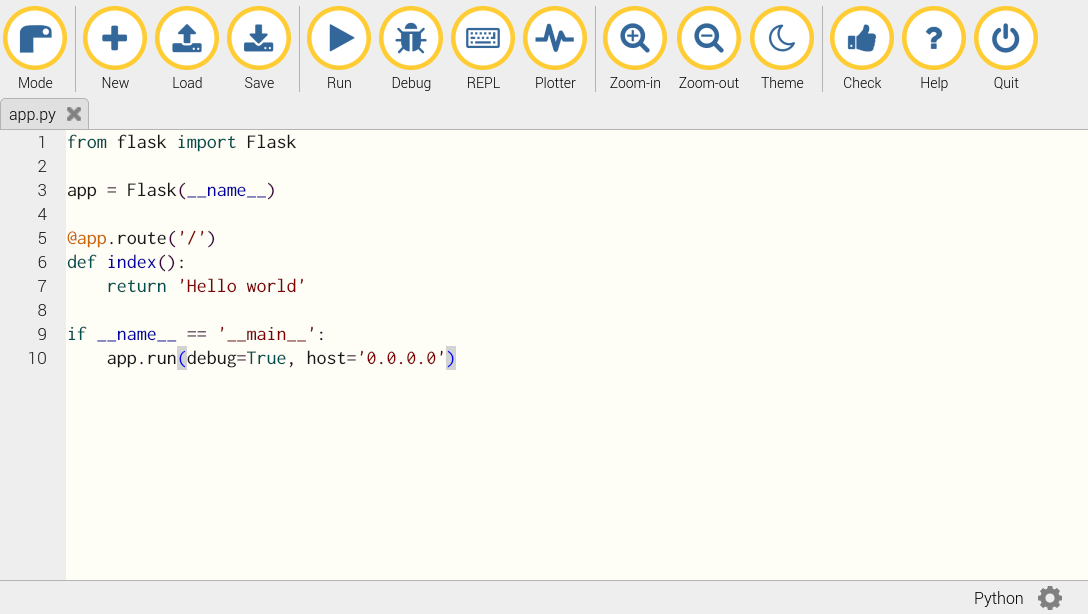 Mode New Load Save Run Debug REPL Plotter Zoom-in Zoom-out Theme Check Help Quit
app.py
1 from flask import Flask
2
3 app = Flask(__name__)
4
5 @app.route('/')
6 def index():
7     return 'Hello world'
8
9 if __name__ == '__main__':
10     app.run(debug=True, host='0.0.0.0')
Python